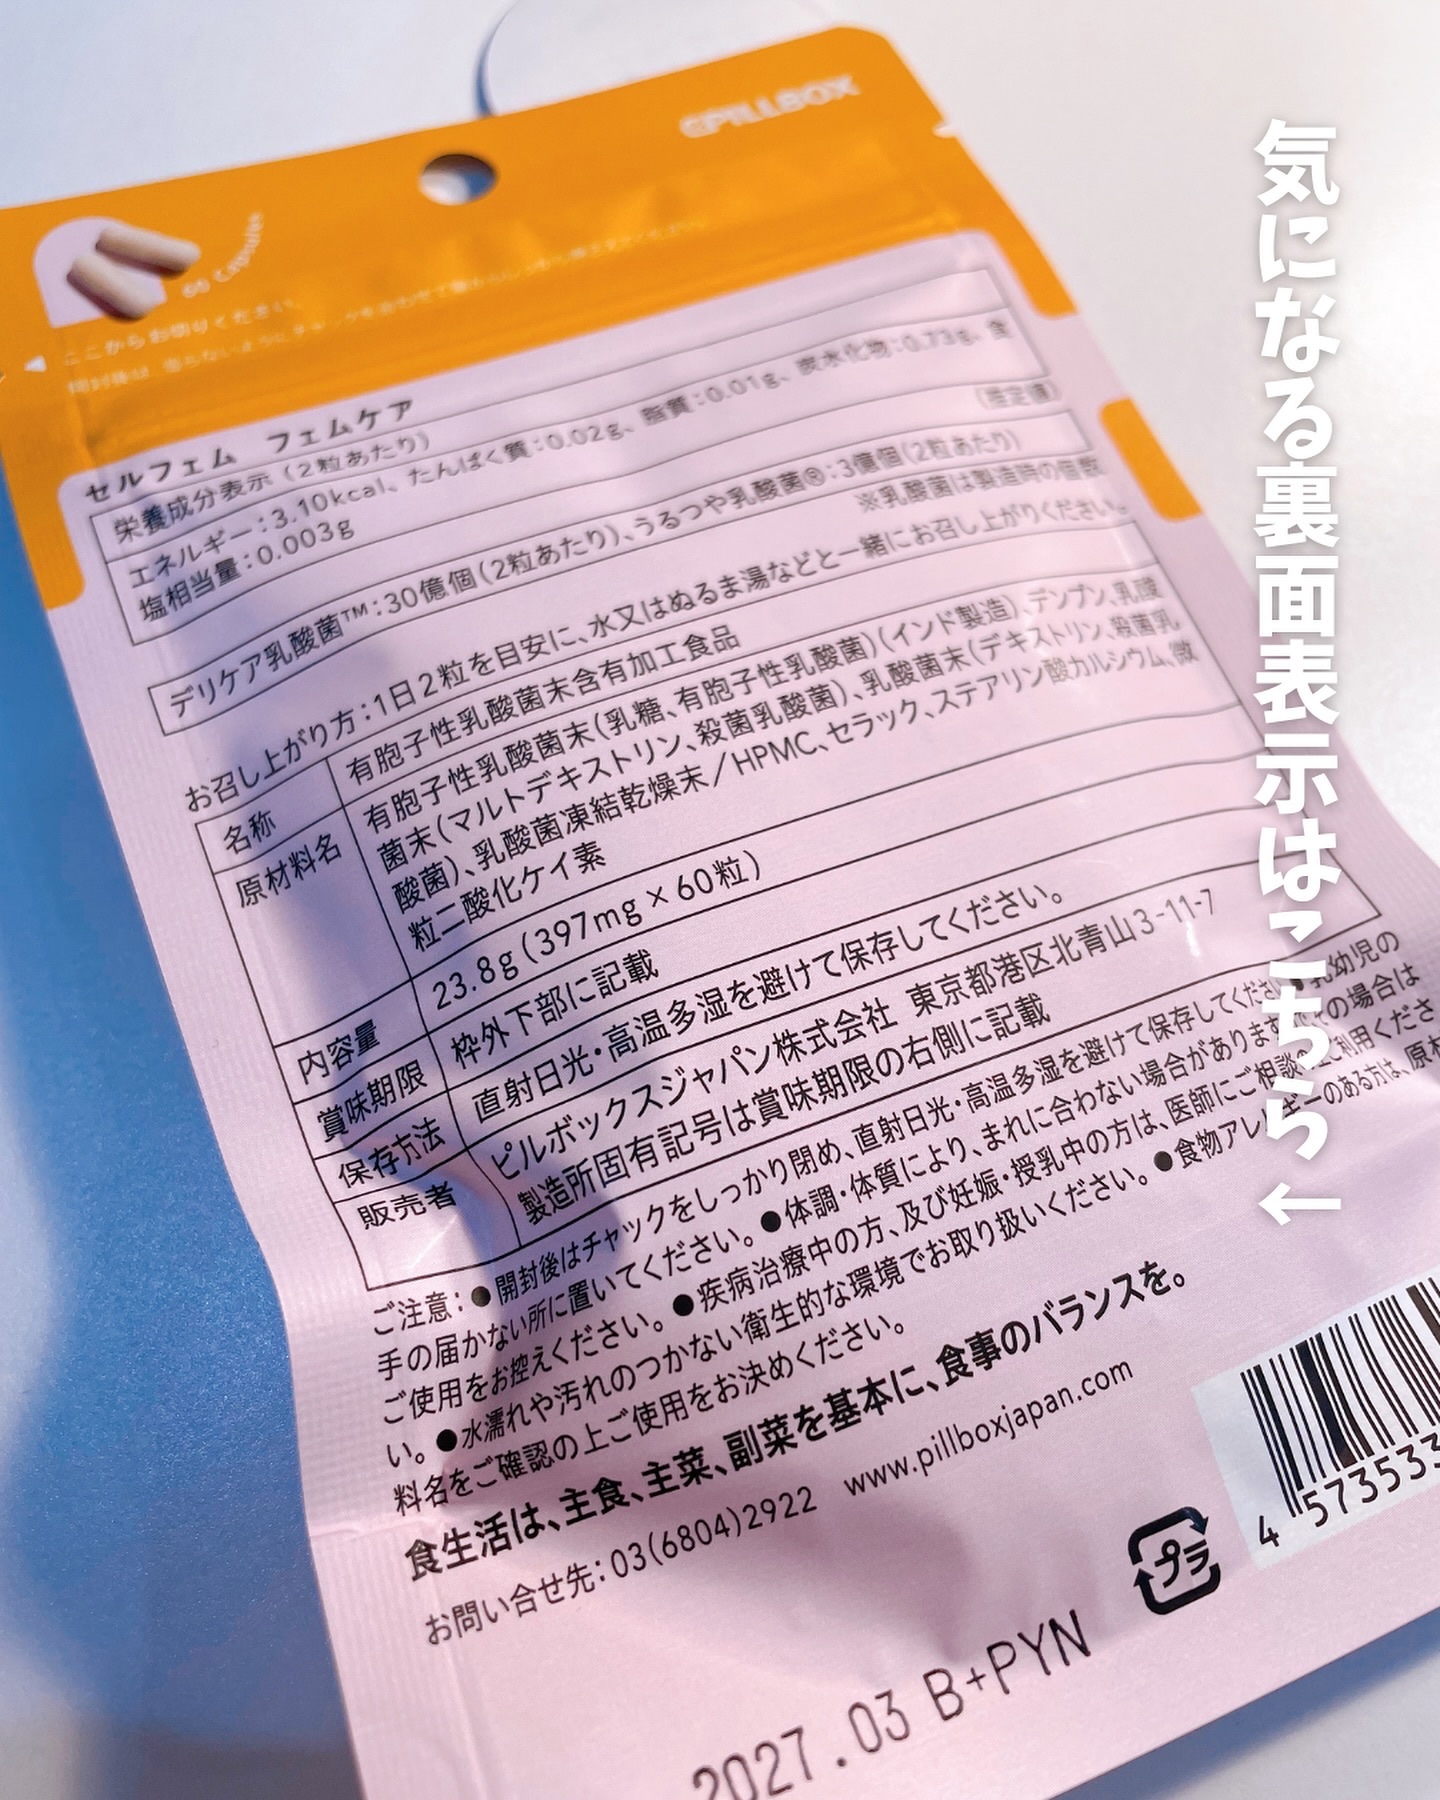 気になる裏面表示はこちら←
PILLBOX
60 Capsules
ここからお切りください。
セルフェム フェムケア
栄養成分表示(2粒あたり)
エネルギー:3.10kcal、たんぱく質:0.02g、脂質:0.01g、炭水化物:0.73g、食
塩相当量:0.003g
(推定値)
デリケア乳酸菌™:30億個(2粒あたり)、うるつや乳酸菌®:3億個(2粒あたり)
※乳酸菌は製造時の個数
お召し上がり方:1日2粒を目安に、水又はぬるま湯などと一緒にお召し上がりください。
名称 有胞子性乳酸菌末含有加工食品
原材料名 有胞子性乳酸菌末(乳糖、有胞子性乳酸菌)(インド製造)、デンプン、乳酸
菌末(マルトデキストリン、殺菌乳酸菌)、乳酸菌末(デキストリン、殺菌乳
酸菌)、乳酸菌凍結乾燥末/HPMC、セラック、ステアリン酸カルシウム、微
粒二酸化ケイ素
内容量 23.8g(397mg×60粒)
賞味期限 枠外下部に記載
保存方法 直射日光・高温多湿を避けて保存してください。
販売者 ピルボックスジャパン株式会社 東京都港区北青山3-11-7
製造所固有記号は賞味期限の右側に記載
ご注意:●開封後はチャックをしっかり閉め、直射日光・高温多湿を避けて保存してください ●乳幼児の
手の届かない所に置いてください。●体調・体質により、まれに合わない場合があります その場合は
ご使用をお控えください。●疾病治療中の方、及び妊娠・授乳中の方は、医師にご相談 ご利用くださ
い。●水濡れや汚れのつかない衛生的な環境でお取り扱いください。●食物アレルギーのある方は、原材
料名をご確認の上ご使用をお決めください。
食生活は、主食、主菜、副菜を基本に、食事のバランスを。
お問い合せ先:03(6804)2922 www.pillboxjapan.com
プラ
4 573533
2027.03 B+PYN